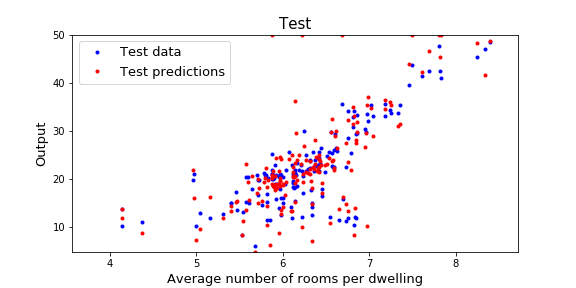 Test
Test data
Test predictions
50
40
30
20
10
Output
4 5 6 7 8
Average number of rooms per dwelling